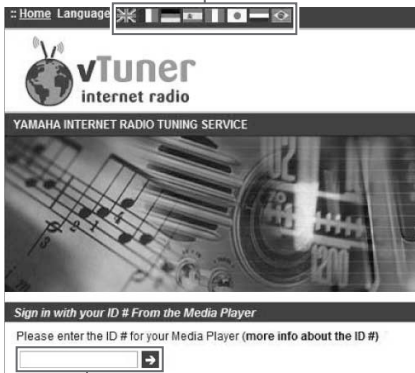 :: Home Language
vTuner
internet radio
YAMAHA INTERNET RADIO TUNING SERVICE
Sign in with your ID # From the Media Player
Please enter the ID # for your Media Player (more info about the ID #)